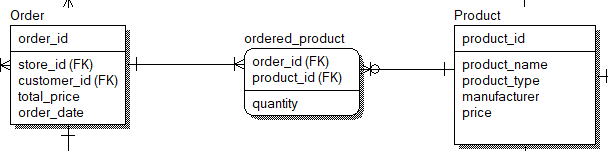 Order
order_id
store_id (FK)
customer_id (FK)
total_price
order_date
ordered_product
order_id (FK)
product_id (FK)
quantity
Product
product_id
product_name
product_type
manufacturer
price